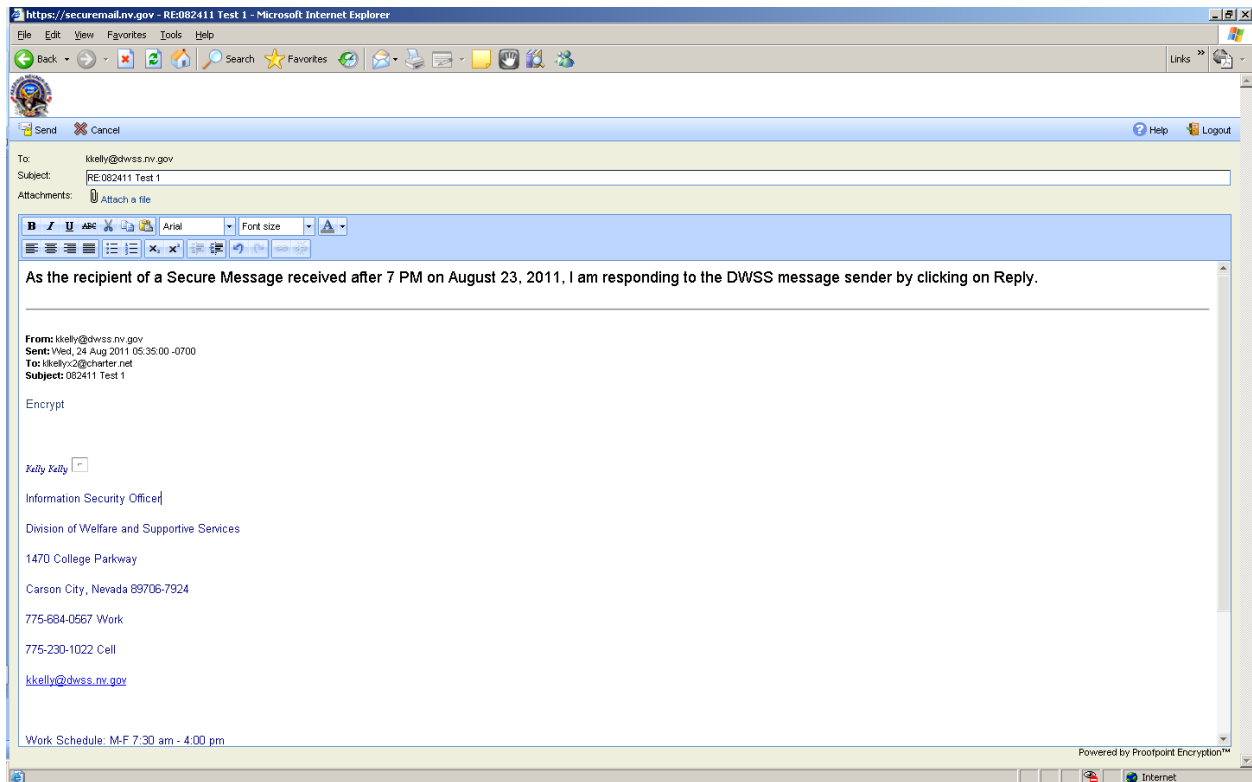 https://securemail.nv.gov - RE:082411 Test 1 - Microsoft Internet Explorer
File Edit View Favorites Tools Help
Back Search Favorites Links »
Send Cancel Help Logout
To: kkelly@dwss.nv.gov
Subject: RE:082411 Test 1
Attachments: Attach a file
B I U ABC Arial Font size A
X₂ X²
As the recipient of a Secure Message received after 7 PM on August 23, 2011, I am responding to the DWSS message sender by clicking on Reply.
From: kkelly@dwss.nv.gov
Sent: Wed, 24 Aug 2011 05:35:00 -0700
To: klkellyx2@charter.net
Subject: 082411 Test 1
Encrypt
Kelly Kelly
Information Security Officer
Division of Welfare and Supportive Services
1470 College Parkway
Carson City, Nevada 89706-7924
775-684-0567 Work
775-230-1022 Cell
kkelly@dwss.nv.gov
Work Schedule: M-F 7:30 am - 4:00 pm
Powered by Proofpoint Encryption™
Internet